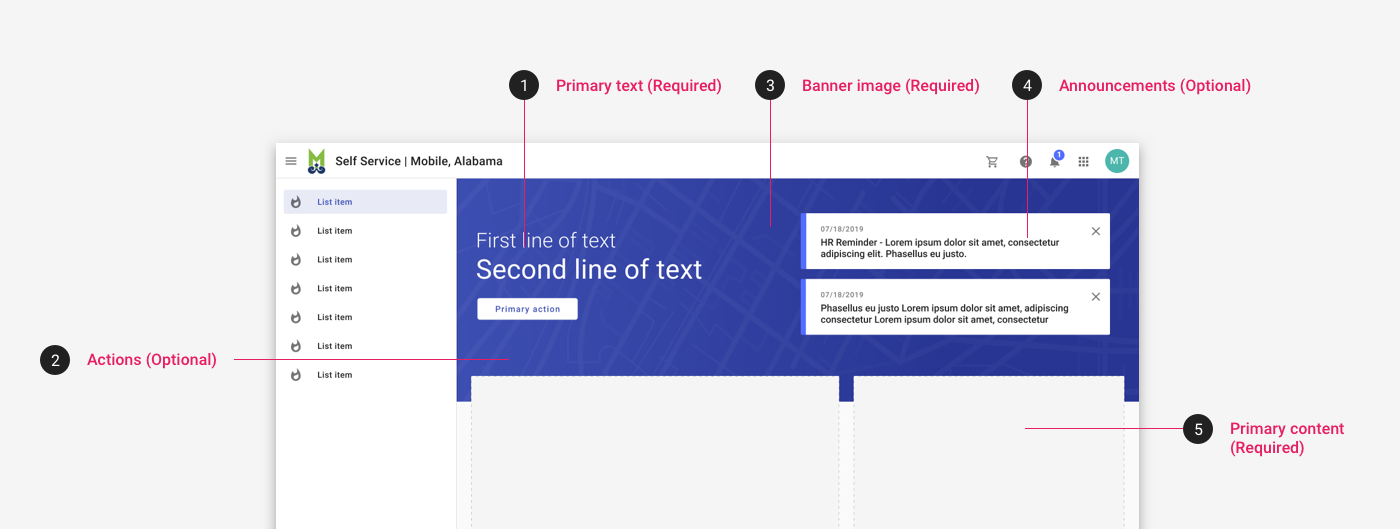 1 Primary text (Required)
3 Banner image (Required)
4 Announcements (Optional)
Self Service | Mobile, Alabama
1
MT
List item
List item
List item
List item
List item
List item
List item
First line of text
Second line of text
Primary action
07/18/2019
HR Reminder - Lorem ipsum dolor sit amet, consectetur
adipiscing elit. Phasellus eu justo.
07/18/2019
Phasellus eu justo Lorem ipsum dolor sit amet, adipiscing
consectetur Lorem ipsum dolor sit amet, consectetur
2 Actions (Optional)
5 Primary content
(Required)